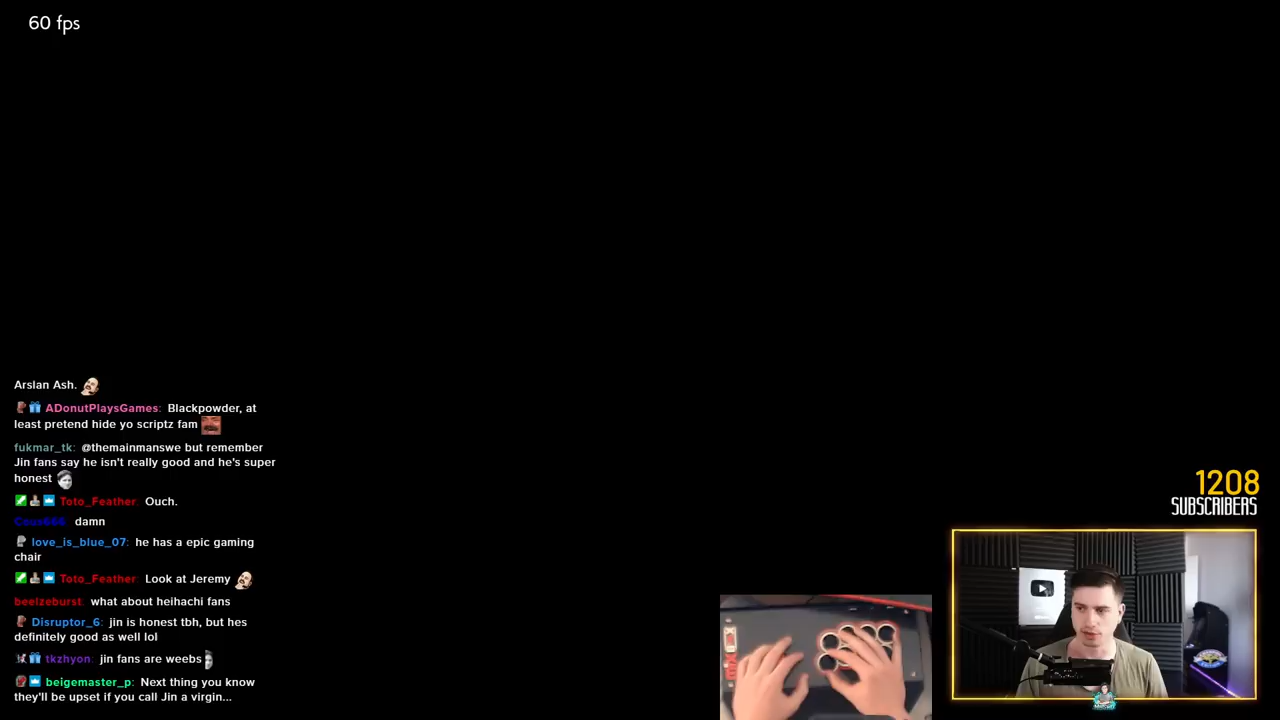 60 fps
Arslan Ash.
ADonutPlaysGames: Blackpowder, at
least pretend hide yo scriptz fam
fukmar_tk: @themainmanswe but remember
Jin fans say he isn't really good and he's super
honest
Toto_Feather: Ouch.
damn
love_is_blue_07: he has a epic gaming
chair
Toto_Feather: Look at Jeremy
beelzeburst: what about heihachi fans
Disruptor_6: jin is honest tbh, but hes
definitely good as well lol
tkzhyon: jin fans are weebs
beigemaster_p: Next thing you know
they'll be upset if you call Jin a virgin...
1208
SUBSCRIBERS